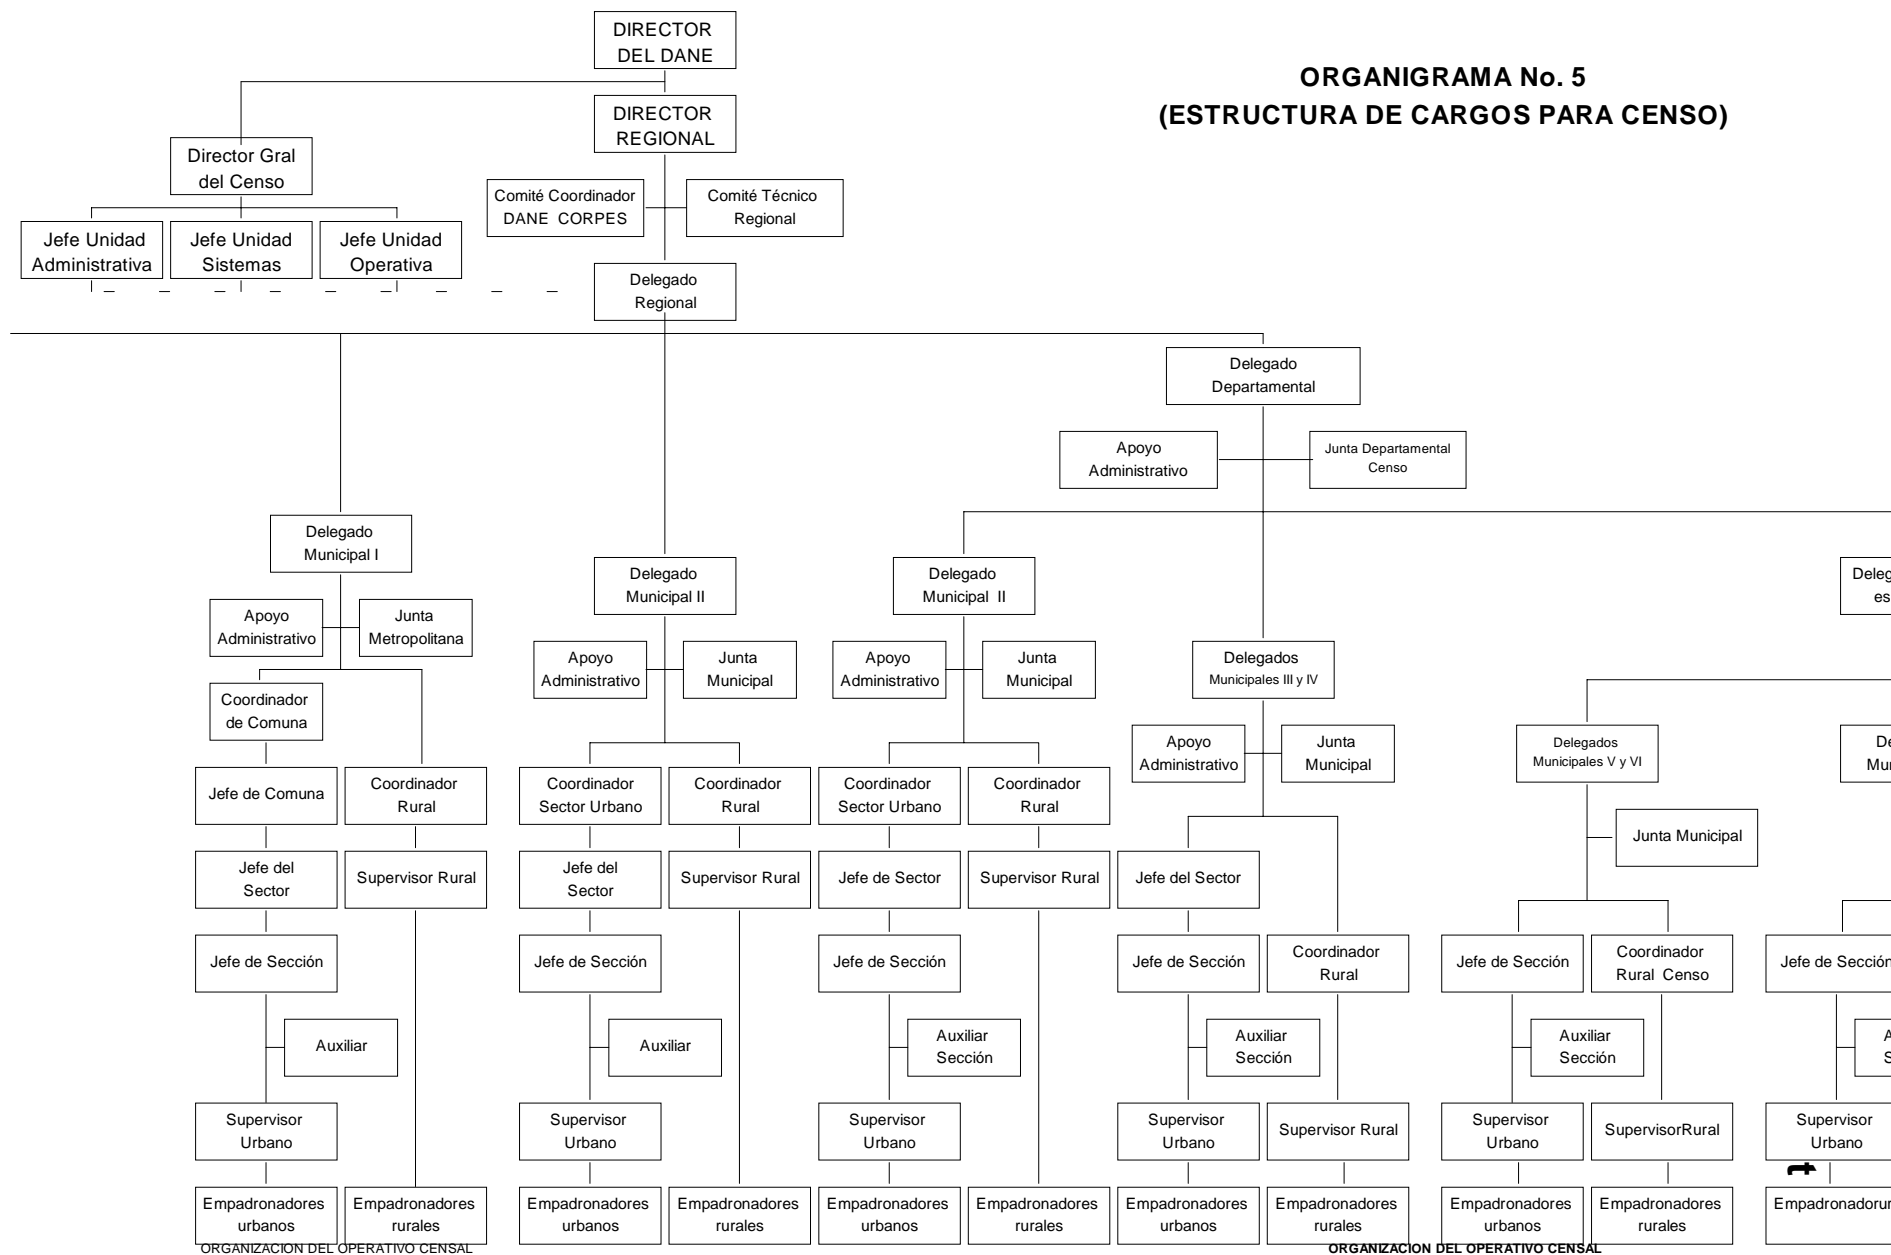 DIRECTOR
DEL DANE
ORGANIGRAMA No. 5
(ESTRUCTURA DE CARGOS PARA CENSO)
DIRECTOR
REGIONAL
Director Gral
del Censo
Comité Coordinador
DANE CORPES
Comité Técnico
Regional
Jefe Unidad
Administrativa
Jefe Unidad
Sistemas
Jefe Unidad
Operativa
Delegado
Regional
Delegado
Departamental
Apoyo
Administrativo
Junta Departamental
Censo
Delegado
Municipal I
Delegado
Municipal II
Delegado
Municipal II
Apoyo
Administrativo
Junta
Metropolitana
Apoyo
Administrativo
Junta
Municipal
Apoyo
Administrativo
Junta
Municipal
Delegados
Municipales III y IV
Coordinador
de Comuna
Apoyo
Administrativo
Junta
Municipal
Delegados
Municipales V y VI
Jefe de Comuna
Coordinador
Rural
Coordinador
Sector Urbano
Coordinador
Rural
Coordinador
Sector Urbano
Coordinador
Rural
Junta Municipal
Jefe del
Sector
Supervisor Rural
Jefe del
Sector
Supervisor Rural
Jefe de Sector
Supervisor Rural
Jefe del Sector
Jefe de Sección
Jefe de Sección
Jefe de Sección
Jefe de Sección
Coordinador
Rural
Jefe de Sección
Coordinador
Rural Censo
Jefe de Sección
Auxiliar
Auxiliar
Auxiliar
Sección
Auxiliar
Sección
Auxiliar
Sección
Supervisor
Urbano
Supervisor
Urbano
Supervisor
Urbano
Supervisor
Urbano
Supervisor Rural
Supervisor
Urbano
SupervisorRural
Supervisor
Urbano
Empadronadores
urbanos
Empadronadores
rurales
Empadronadores
urbanos
Empadronadores
rurales
Empadronadores
urbanos
Empadronadores
rurales
Empadronadores
urbanos
Empadronadores
rurales
Empadronadores
urbanos
Empadronadores
rurales
ORGANIZACION DEL OPERATIVO CENSAL
ORGANIZACION DEL OPERATIVO CENSAL